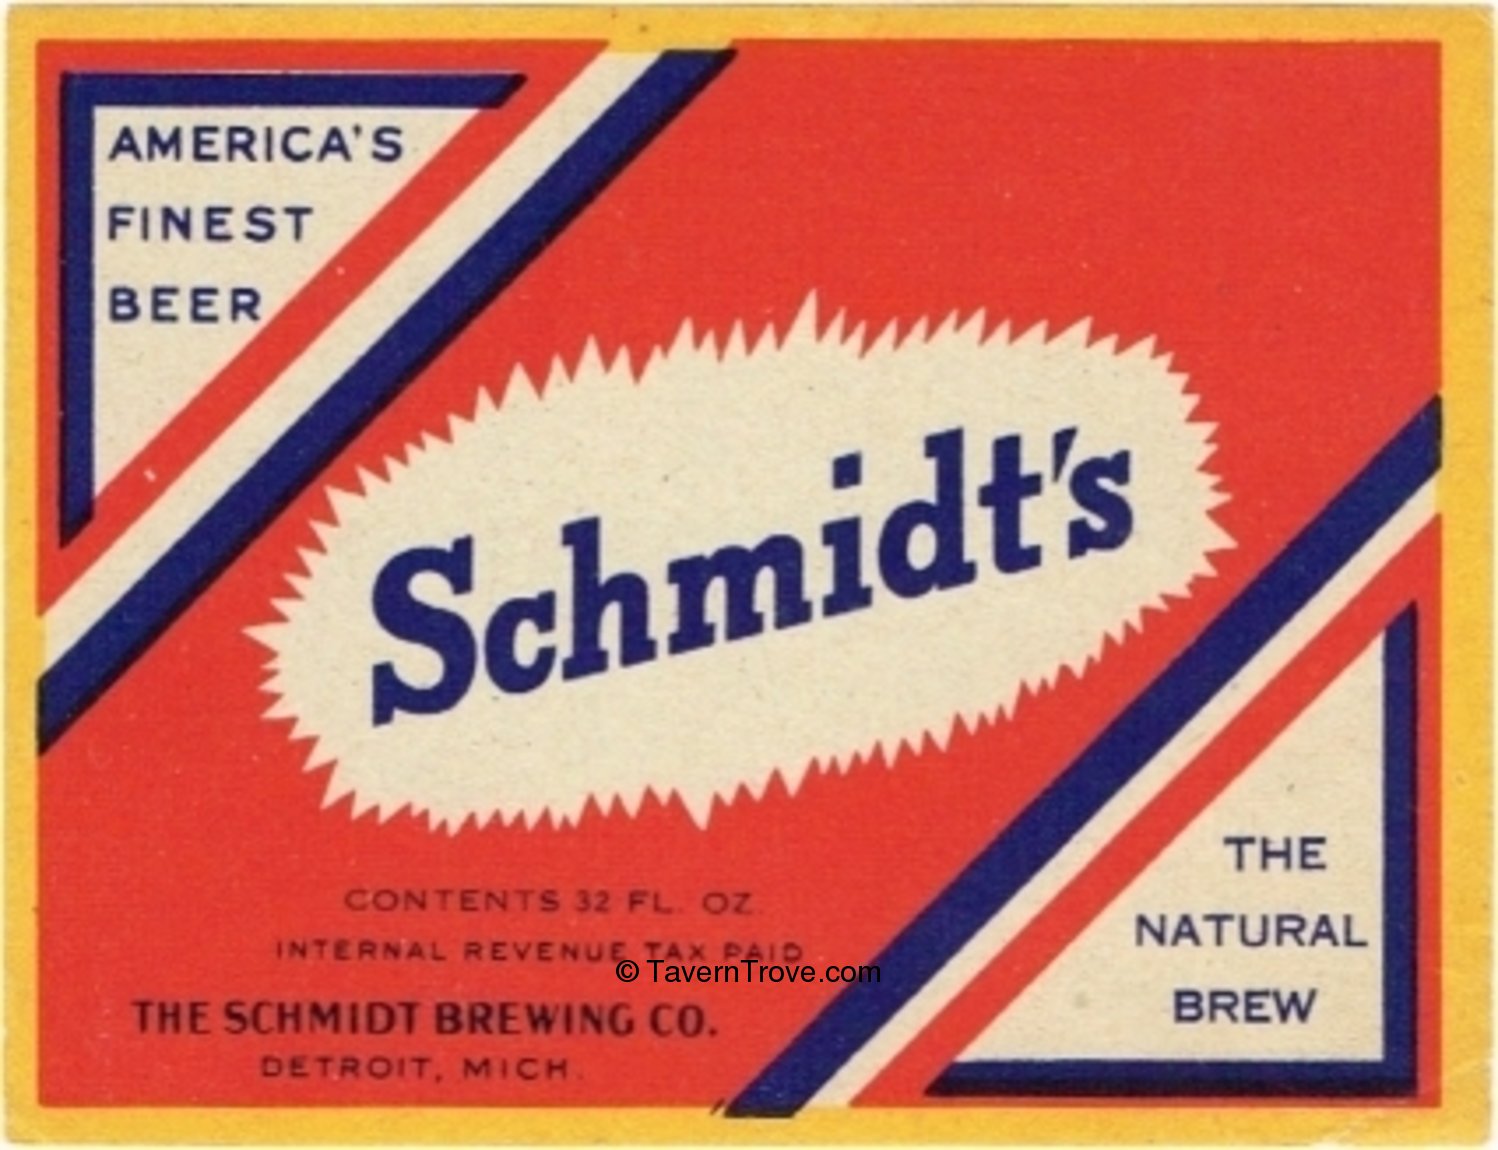 AMERICA'S
FINEST
BEER
Schmidt's
THE
NATURAL
BREW
CONTENTS 32 FL. OZ.
INTERNAL REVENUE TAX PAID
© TavernTrove.com
THE SCHMIDT BREWING CO.
DETROIT, MICH.